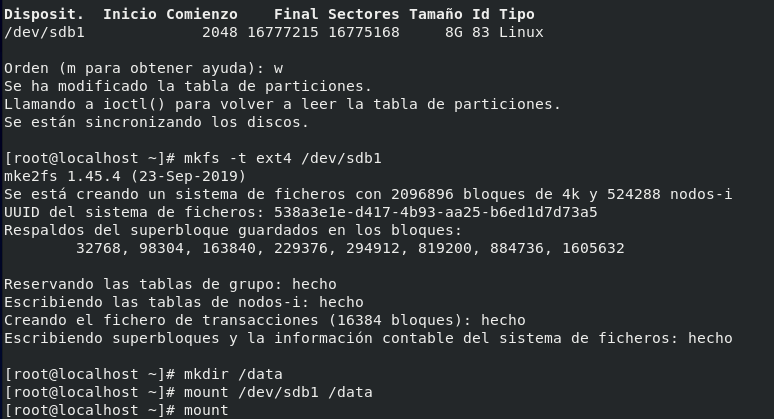 Disposit.  Inicio Comienzo    Final Sectores Tamaño Id Tipo
/dev/sdb1             2048 16777215 16775168     8G 83 Linux
Orden (m para obtener ayuda): w
Se ha modificado la tabla de particiones.
Llamando a ioctl() para volver a leer la tabla de particiones.
Se están sincronizando los discos.
[root@localhost ~]# mkfs -t ext4 /dev/sdb1
mke2fs 1.45.4 (23-Sep-2019)
Se está creando un sistema de ficheros con 2096896 bloques de 4k y 524288 nodos-i
UUID del sistema de ficheros: 538a3e1e-d417-4b93-aa25-b6ed1d7d73a5
Respaldos del superbloque guardados en los bloques:
        32768, 98304, 163840, 229376, 294912, 819200, 884736, 1605632
Reservando las tablas de grupo: hecho
Escribiendo las tablas de nodos-i: hecho
Creando el fichero de transacciones (16384 bloques): hecho
Escribiendo superbloques y la información contable del sistema de ficheros: hecho
[root@localhost ~]# mkdir /data
[root@localhost ~]# mount /dev/sdb1 /data
[root@localhost ~]# mount